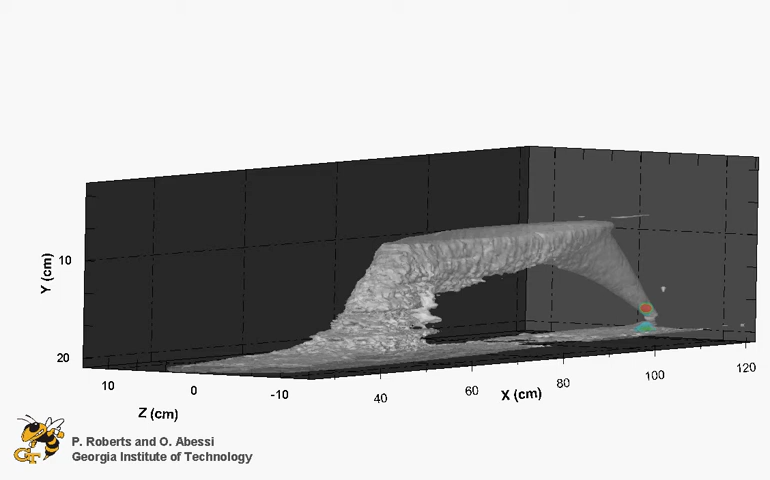 Y (cm)
10
20
10
0
-10
Z (cm)
40
60
80
100
120
X (cm)
P. Roberts and O. Abessi
Georgia Institute of Technology